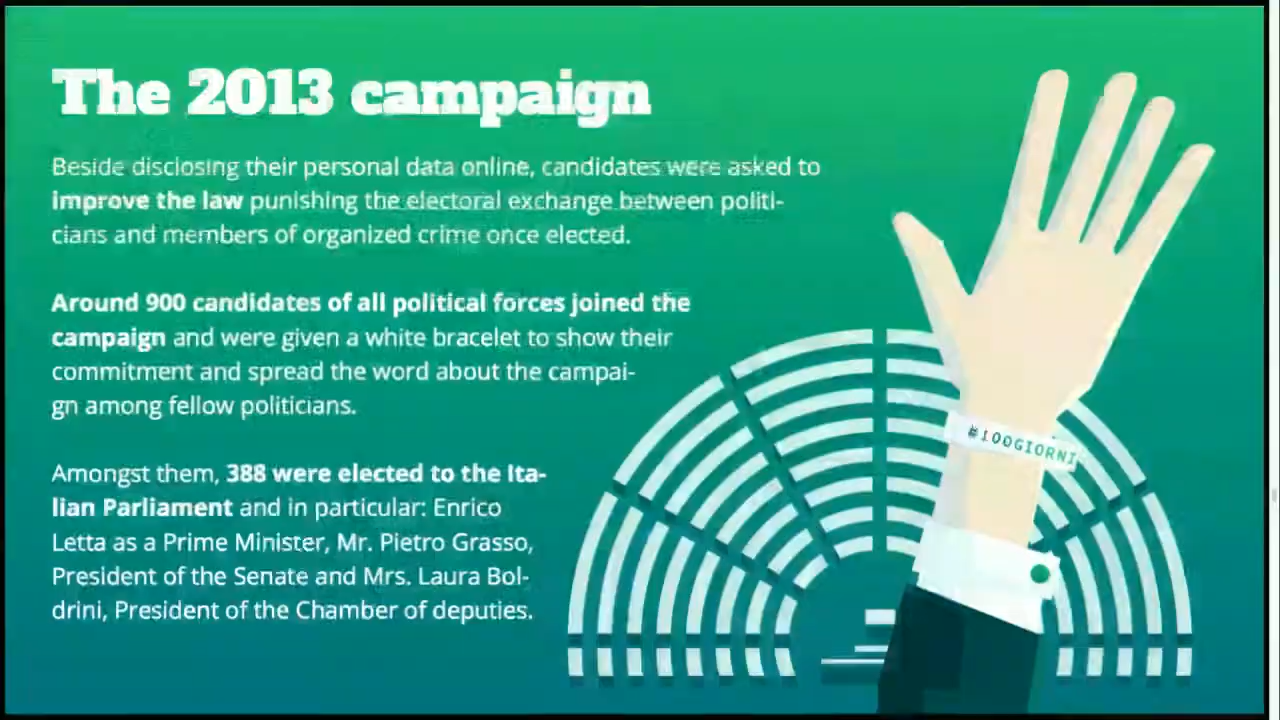 The 2013 campaign
Beside disclosing their personal data online, candidates were asked to
improve the law punishing the electoral exchange between politi-
cians and members of organized crime once elected.
Around 900 candidates of all political forces joined the
campaign and were given a white bracelet to show their
commitment and spread the word about the campai-
gn among fellow politicians.
#100GIORNI
Amongst them, 388 were elected to the Ita-
lian Parliament and in particular: Enrico
Letta as a Prime Minister, Mr. Pietro Grasso,
President of the Senate and Mrs. Laura Bol-
drini, President of the Chamber of deputies.